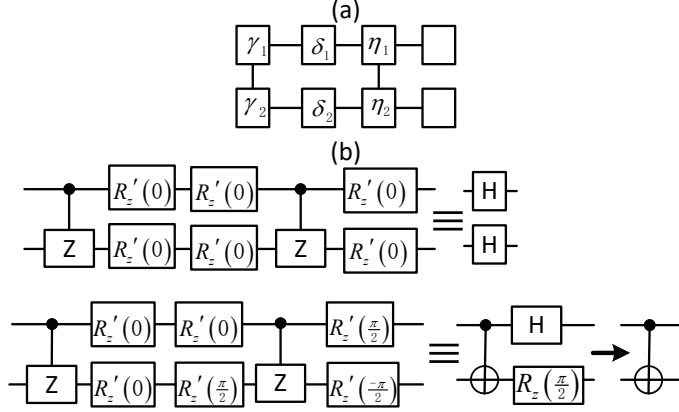 (a)
γ₁ δ₁ η₁
γ₂ δ₂ η₂
(b)
R_z'(0) R_z'(0) R_z'(0) ≡ H
Z R_z'(0) R_z'(0) Z R_z'(0) H
R_z'(0) R_z'(0) R_z'(π/2) ≡ H
Z R_z'(0) R_z'(π/2) Z R_z'(-π/2) R_z(π/2)